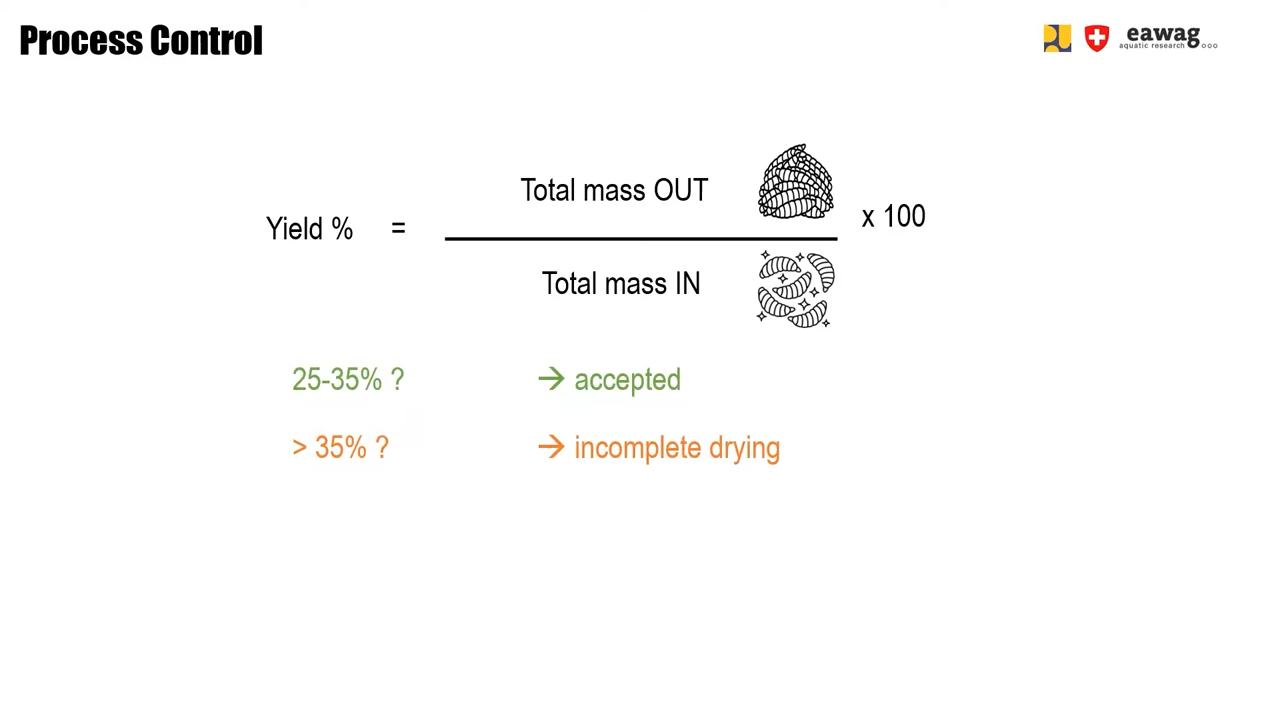 Process Control
eawag
aquatic research
Total mass OUT
Yield % =
x 100
Total mass IN
25-35% ? → accepted
> 35% ? → incomplete drying